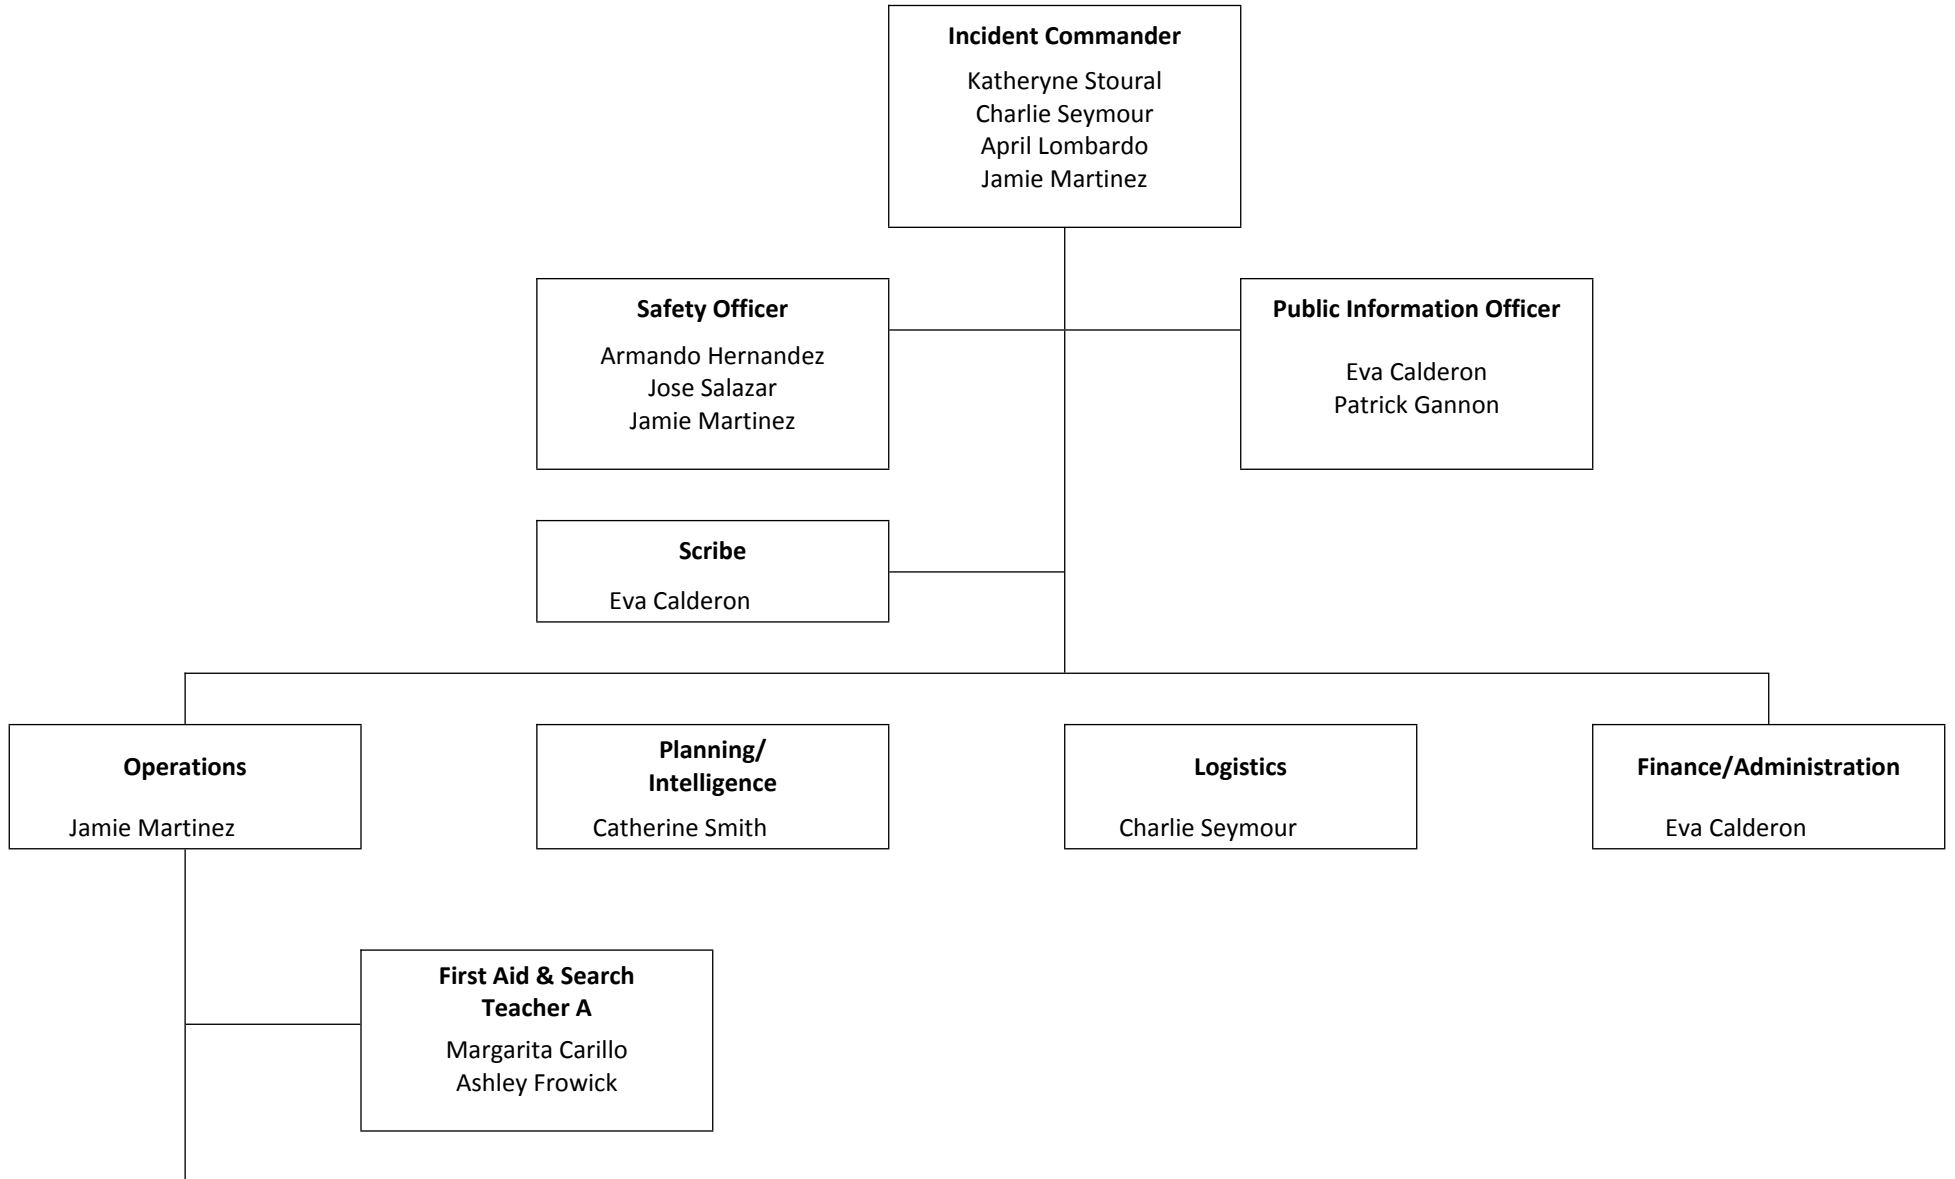 Incident Commander
Katheryne Stoural
Charlie Seymour
April Lombardo
Jamie Martinez
Safety Officer
Armando Hernandez
Jose Salazar
Jamie Martinez
Public Information Officer
Eva Calderon
Patrick Gannon
Scribe
Eva Calderon
Operations
Jamie Martinez
Planning/
Intelligence
Catherine Smith
Logistics
Charlie Seymour
Finance/Administration
Eva Calderon
First Aid & Search
Teacher A
Margarita Carillo
Ashley Frowick